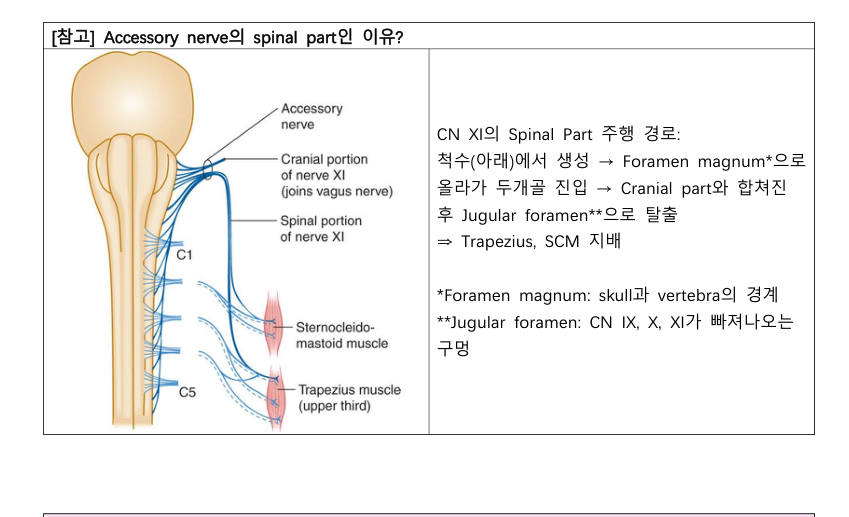 [참고] Accessory nerve의 spinal part인 이유?
Accessory
nerve
Cranial portion
of nerve XI
(joins vagus nerve)
Spinal portion
of nerve XI
C1
Sternocleido-
mastoid muscle
C5
Trapezius muscle
(upper third)
CN XI의 Spinal Part 주행 경로:
척수(아래)에서 생성 → Foramen magnum*으로
올라가 두개골 진입 → Cranial part와 합쳐진
후 Jugular foramen**으로 탈출
⇒ Trapezius, SCM 지배
*Foramen magnum: skull과 vertebra의 경계
**Jugular foramen: CN IX, X, XI가 빠져나오는
구멍